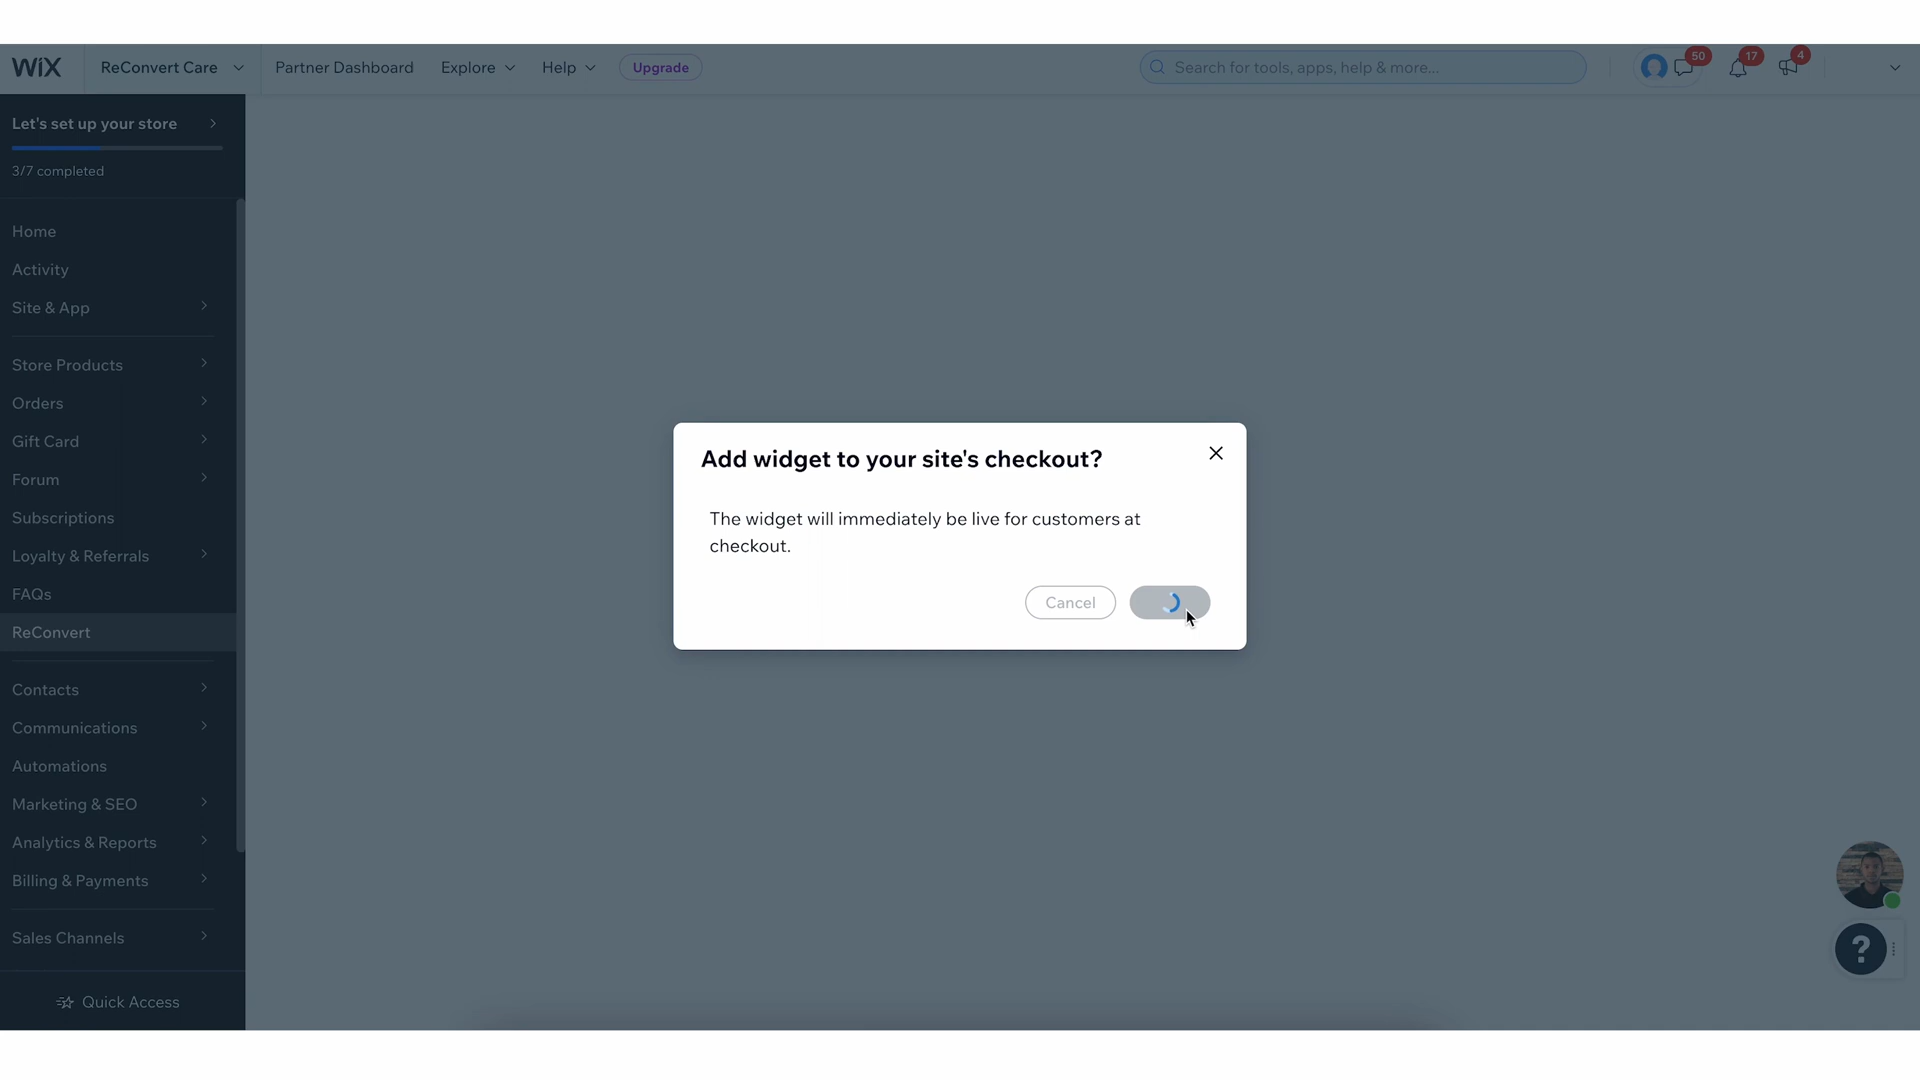 WiX
ReConvert Care
Partner Dashboard
Explore
Help
Upgrade
Search for tools, apps, help & more...
50
17
4
Let's set up your store
3/7 completed
Home
Activity
Site & App
Store Products
Orders
Gift Card
Forum
Subscriptions
Loyalty & Referrals
FAQs
ReConvert
Contacts
Communications
Automations
Marketing & SEO
Analytics & Reports
Billing & Payments
Sales Channels
Quick Access
Add widget to your site's checkout?
The widget will immediately be live for customers at
checkout.
Cancel
?